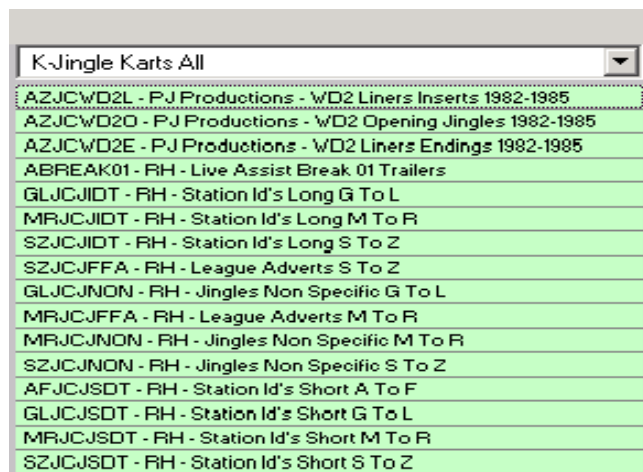 K-Jingle Karts All
AZJCWD2L - PJ Productions - WD2 Liners Inserts 1982-1985
AZJCWD2O - PJ Productions - WD2 Opening Jingles 1982-1985
AZJCWD2E - PJ Productions - WD2 Liners Endings 1982-1985
ABREAK01 - RH - Live Assist Break 01 Trailers
GLJCJIDT - RH - Station Id's Long G To L
MRJCJIDT - RH - Station Id's Long M To R
SZJCJIDT - RH - Station Id's Long S To Z
SZJCJFFA - RH - League Adverts S To Z
GLJCJNON - RH - Jingles Non Specific G To L
MRJCJFFA - RH - League Adverts M To R
MRJCJNON - RH - Jingles Non Specific M To R
SZJCJNON - RH - Jingles Non Specific S To Z
AFJCJSDT - RH - Station Id's Short A To F
GLJCJSDT - RH - Station Id's Short G To L
MRJCJSDT - RH - Station Id's Short M To R
SZJCJSDT - RH - Station Id's Short S To Z